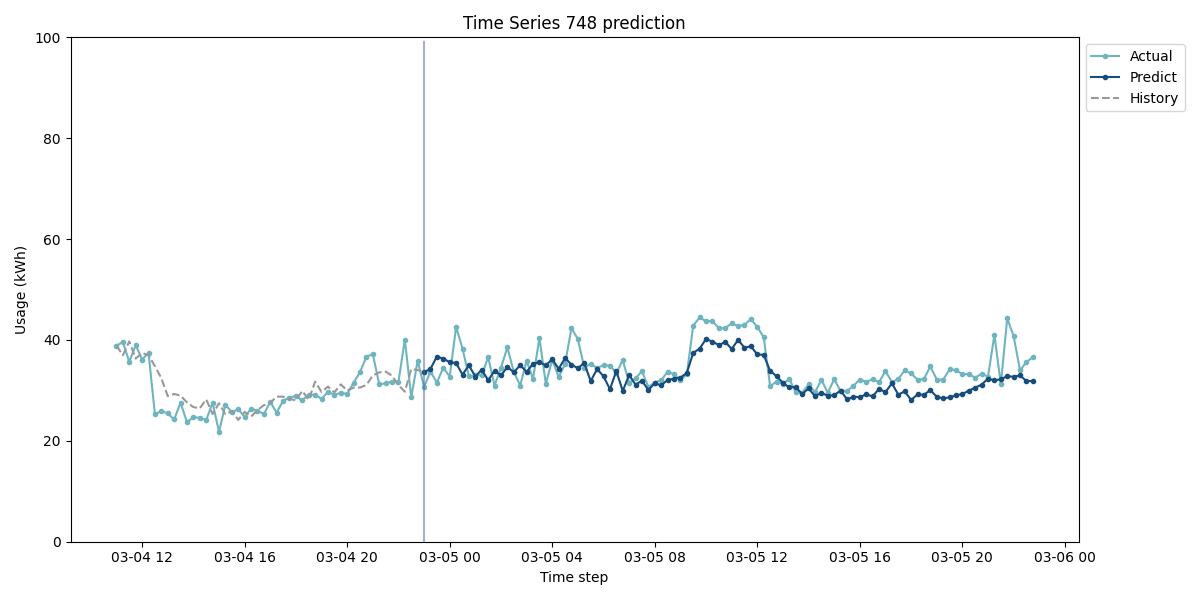 Time Series 748 prediction
100
80
60
40
20
0
Usage (kWh)
03-04 12
03-04 16
03-04 20
03-05 00
03-05 04
03-05 08
03-05 12
03-05 16
03-05 20
03-06 00
Time step
Actual
Predict
History